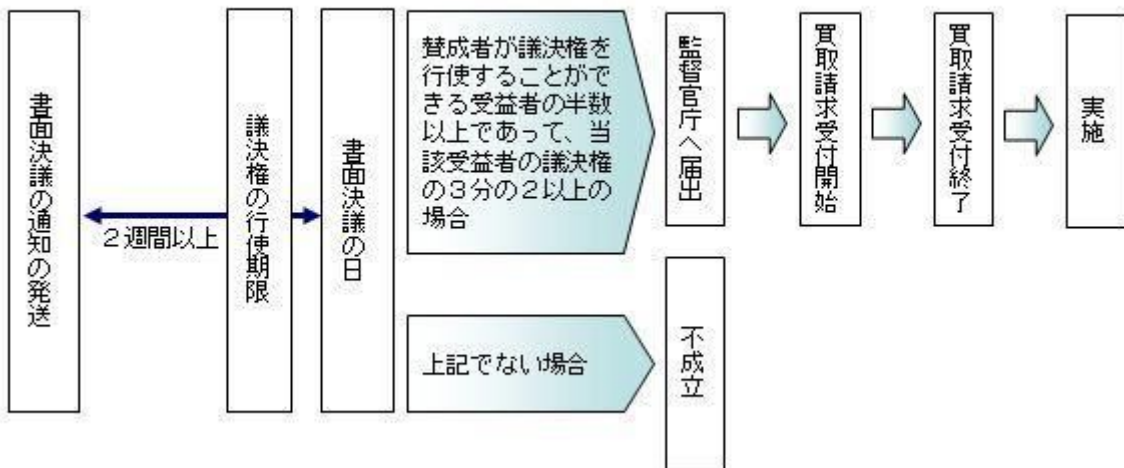 書面決議の通知の発送
2週間以上
議決権の行使期限
書面決議の日
賛成者が議決権を
行使することがで
きる受益者の半数
以上であって、当
該受益者の議決権
の3分の2以上の
場合
監督官庁へ届出
買取請求受付開始
買取請求受付終了
実施
上記でない場合
不成立